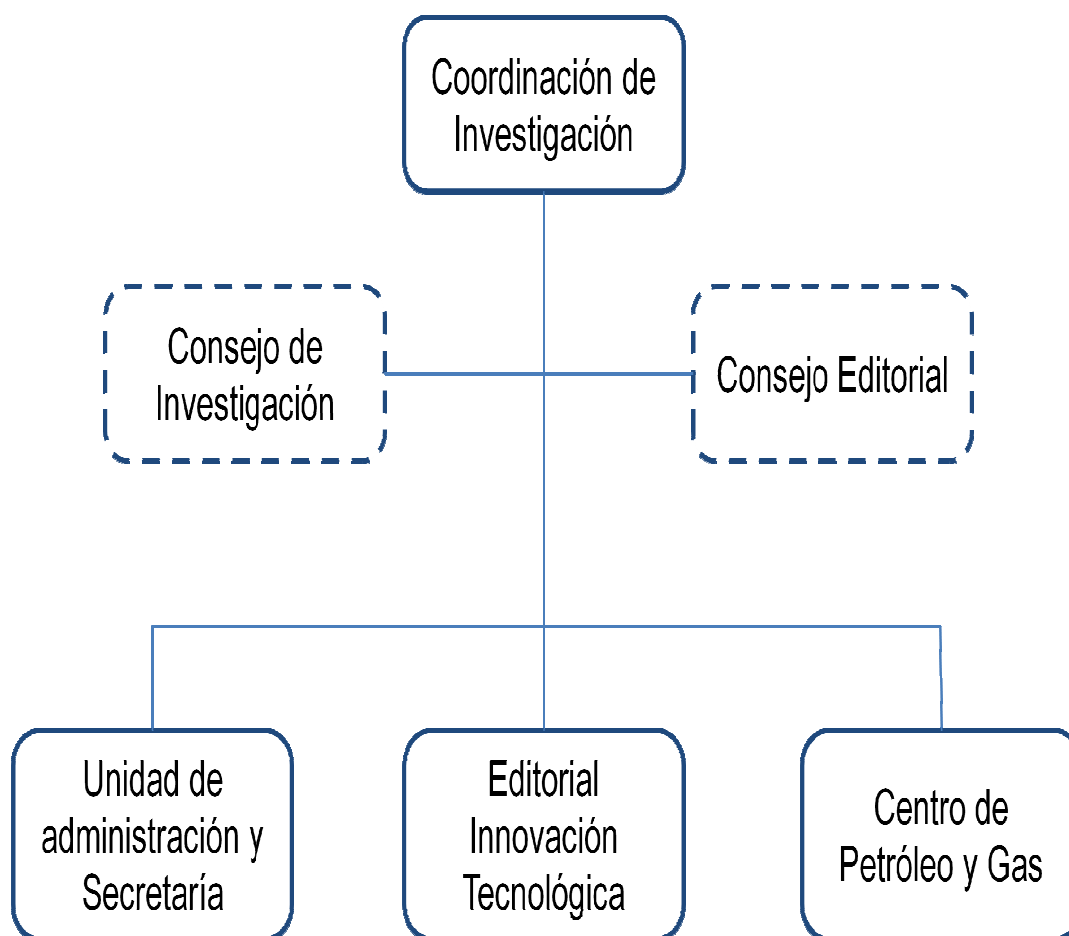 Coordinación de
Investigación
Consejo de
Investigación
Consejo Editorial
Unidad de
administración y
Secretaría
Editorial
Innovación
Tecnológica
Centro de
Petróleo y Gas